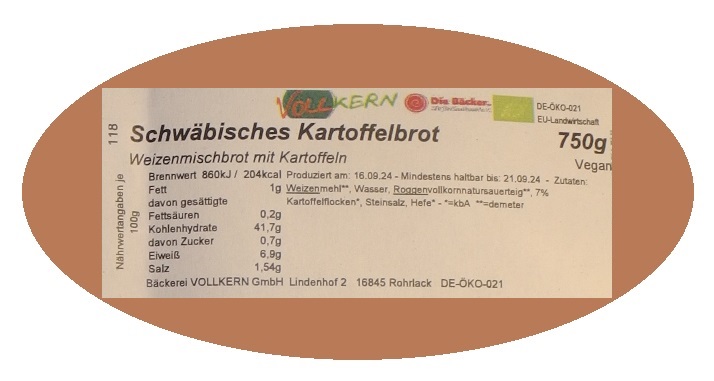 VOLLKERN Die Bäcker. DE-ÖKO-021
EU-Landwirtschaft
118
Schwäbisches Kartoffelbrot 750g
Weizenmischbrot mit Kartoffeln Vegan
Nährwertangaben je
100g
Brennwert 860kJ / 204kcal Produziert am: 16.09.24 - Mindestens haltbar bis: 21.09.24 - Zutaten:
Fett 1g Weizenmehl**, Wasser, Roggenvollkornnatursauerteig**, 7%
davon gesättigte Kartoffelflocken*, Steinsalz, Hefe* - *=kbA **=demeter
Fettsäuren 0,2g
Kohlenhydrate 41,7g
davon Zucker 0,7g
Eiweiß 6,9g
Salz 1,54g
Bäckerei VOLLKERN GmbH Lindenhof 2 16845 Rohrlack DE-ÖKO-021